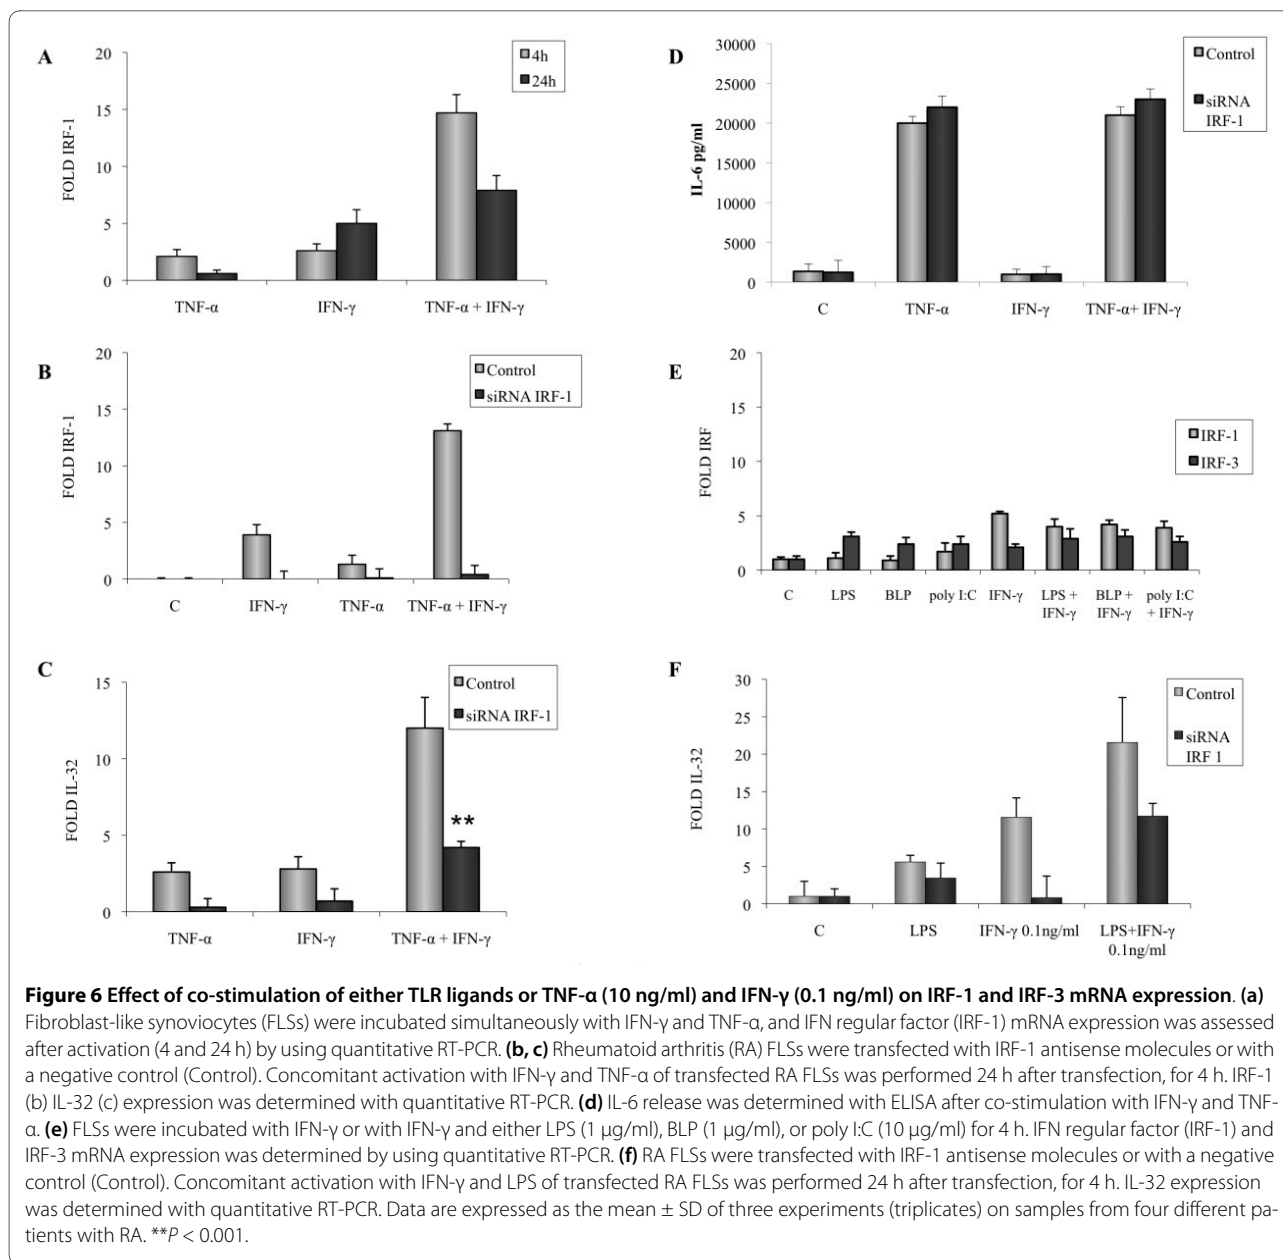 A
20
15
10
5
0
FOLD IRF-1
4h
24h
TNF-α
IFN-γ
TNF-α + IFN-γ
D
30000
25000
20000
15000
10000
5000
0
IL-6 pg/ml
Control
siRNA
IRF-1
C
TNF-α
IFN-γ
TNF-α+ IFN-γ
B
20
15
10
5
0
FOLD IRF-1
Control
siRNA IRF-1
C
IFN-γ
TNF-α
TNF-α + IFN-γ
E
20
15
10
5
0
FOLD IRF
IRF-1
IRF-3
C
LPS
BLP
poly I:C
IFN-γ
LPS +
IFN-γ
BLP +
IFN-γ
poly I:C
+ IFN-γ
C
15
10
5
0
FOLD IL-32
Control
siRNA IRF-1
**
TNF-α
IFN-γ
TNF-α + IFN-γ
F
30
25
20
15
10
5
0
FOLD IL-32
Control
siRNA
IRF 1
C
LPS
IFN-γ 0.1ng/ml
LPS+IFN-γ
0.1ng/ml
Figure 6 Effect of co-stimulation of either TLR ligands or TNF-α (10 ng/ml) and IFN-γ (0.1 ng/ml) on IRF-1 and IRF-3 mRNA expression. (a)
Fibroblast-like synoviocytes (FLSs) were incubated simultaneously with IFN-γ and TNF-α, and IFN regular factor (IRF-1) mRNA expression was assessed
after activation (4 and 24 h) by using quantitative RT-PCR. (b, c) Rheumatoid arthritis (RA) FLSs were transfected with IRF-1 antisense molecules or with
a negative control (Control). Concomitant activation with IFN-γ and TNF-α of transfected RA FLSs was performed 24 h after transfection, for 4 h. IRF-1
(b) IL-32 (c) expression was determined with quantitative RT-PCR. (d) IL-6 release was determined with ELISA after co-stimulation with IFN-γ and TNF-
α. (e) FLSs were incubated with IFN-γ or with IFN-γ and either LPS (1 μg/ml), BLP (1 μg/ml), or poly I:C (10 μg/ml) for 4 h. IFN regular factor (IRF-1) and
IRF-3 mRNA expression was determined by using quantitative RT-PCR. (f) RA FLSs were transfected with IRF-1 antisense molecules or with a negative
control (Control). Concomitant activation with IFN-γ and LPS of transfected RA FLSs was performed 24 h after transfection, for 4 h. IL-32 expression
was determined with quantitative RT-PCR. Data are expressed as the mean ± SD of three experiments (triplicates) on samples from four different pa-
tients with RA. **P < 0.001.